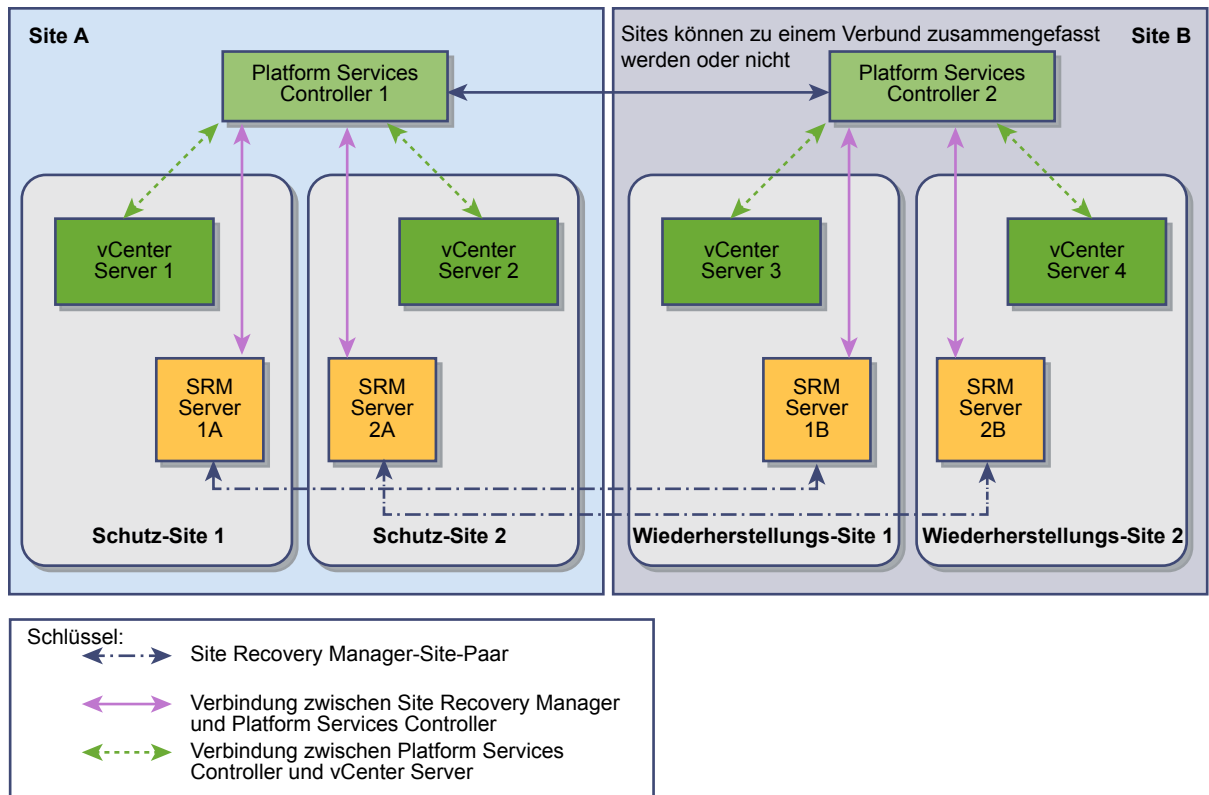 Site A
Platform Services
Controller 1
vCenter
Server 1
vCenter
Server 2
SRM
Server
1A
SRM
Server
2A
Schutz-Site 1
Schutz-Site 2
Sites können zu einem Verbund zusammengefasst
werden oder nicht
Site B
Platform Services
Controller 2
vCenter
Server 3
vCenter
Server 4
SRM
Server
1B
SRM
Server
2B
Wiederherstellungs-Site 1
Wiederherstellungs-Site 2
Schlüssel:
Site Recovery Manager-Site-Paar
Verbindung zwischen Site Recovery Manager
und Platform Services Controller
Verbindung zwischen Platform Services
Controller und vCenter Server